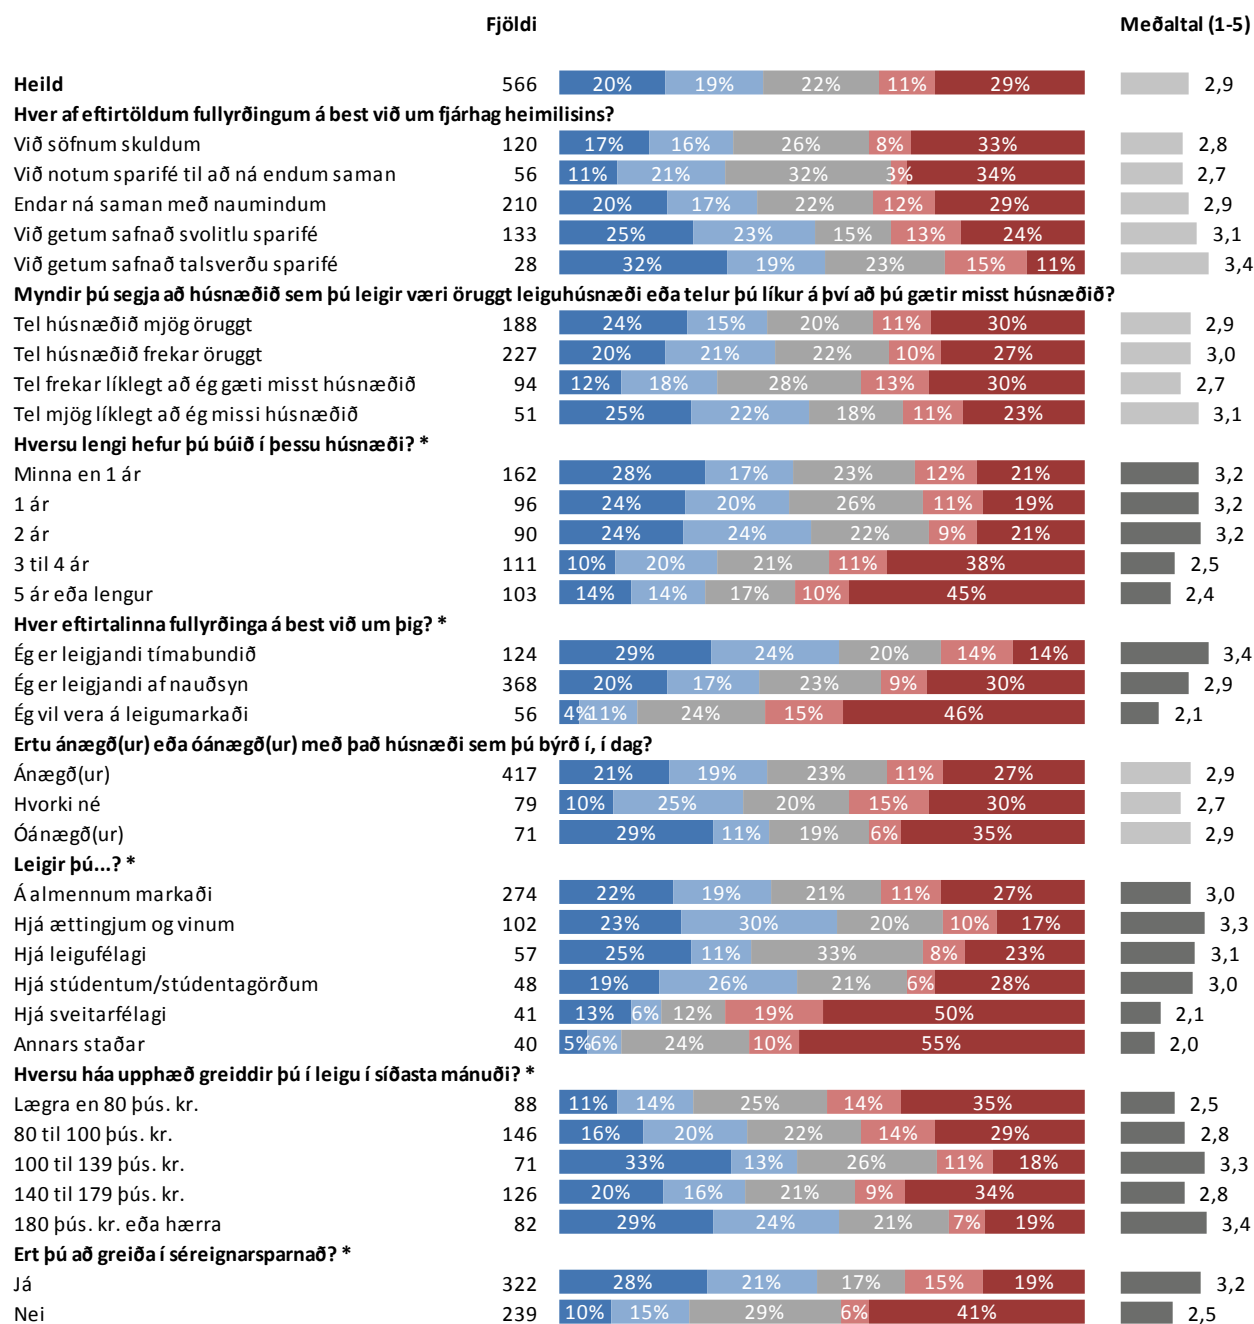 Fjöldi Meðaltal (1-5)
Heild 566 20% 19% 22% 11% 29% 2,9
Hver af eftirtöldum fullyrðingum á best við um fjárhag heimilisins?
Við söfnum skuldum 120 17% 16% 26% 8% 33% 2,8
Við notum sparifé til að ná endum saman 56 11% 21% 32% 3% 34% 2,7
Endar ná saman með naumindum 210 20% 17% 22% 12% 29% 2,9
Við getum safnað svolitlu sparifé 133 25% 23% 15% 13% 24% 3,1
Við getum safnað talsverðu sparifé 28 32% 19% 23% 15% 11% 3,4
Myndir þú segja að húsnæðið sem þú leigir væri öruggt leiguhúsnæði eða telur þú líkur á því að þú gætir misst húsnæðið?
Tel húsnæðið mjög öruggt 188 24% 15% 20% 11% 30% 2,9
Tel húsnæðið frekar öruggt 227 20% 21% 22% 10% 27% 3,0
Tel frekar líklegt að ég gæti misst húsnæðið 94 12% 18% 28% 13% 30% 2,7
Tel mjög líklegt að ég missi húsnæðið 51 25% 22% 18% 11% 23% 3,1
Hversu lengi hefur þú búið í þessu húsnæði? *
Minna en 1 ár 162 28% 17% 23% 12% 21% 3,2
1 ár 96 24% 20% 26% 11% 19% 3,2
2 ár 90 24% 24% 22% 9% 21% 3,2
3 til 4 ár 111 10% 20% 21% 11% 38% 2,5
5 ár eða lengur 103 14% 14% 17% 10% 45% 2,4
Hver eftirtalinna fullyrðinga á best við um þig? *
Ég er leigjandi tímabundið 124 29% 24% 20% 14% 14% 3,4
Ég er leigjandi af nauðsyn 368 20% 17% 23% 9% 30% 2,9
Ég vil vera á leigumarkaði 56 4% 11% 24% 15% 46% 2,1
Ertu ánægð(ur) eða óánægð(ur) með það húsnæði sem þú býrð í, í dag?
Ánægð(ur) 417 21% 19% 23% 11% 27% 2,9
Hvorki né 79 10% 25% 20% 15% 30% 2,7
Óánægð(ur) 71 29% 11% 19% 6% 35% 2,9
Leigir þú...? *
Á almennum markaði 274 22% 19% 21% 11% 27% 3,0
Hjá ættingjum og vinum 102 23% 30% 20% 10% 17% 3,3
Hjá leigufélagi 57 25% 11% 33% 8% 23% 3,1
Hjá stúdentum/stúdentagörðum 48 19% 26% 21% 6% 28% 3,0
Hjá sveitarfélagi 41 13% 6% 12% 19% 50% 2,1
Annars staðar 40 5% 6% 24% 10% 55% 2,0
Hversu háa upphæð greiddir þú í leigu í síðasta mánuði? *
Lægra en 80 þús. kr. 88 11% 14% 25% 14% 35% 2,5
80 til 100 þús. kr. 146 16% 20% 22% 14% 29% 2,8
100 til 139 þús. kr. 71 33% 13% 26% 11% 18% 3,3
140 til 179 þús. kr. 126 20% 16% 21% 9% 34% 2,8
180 þús. kr. eða hærra 82 29% 24% 21% 7% 19% 3,4
Ert þú að greiða í séreignarsparnað? *
Já 322 28% 21% 17% 15% 19% 3,2
Nei 239 10% 15% 29% 6% 41% 2,5